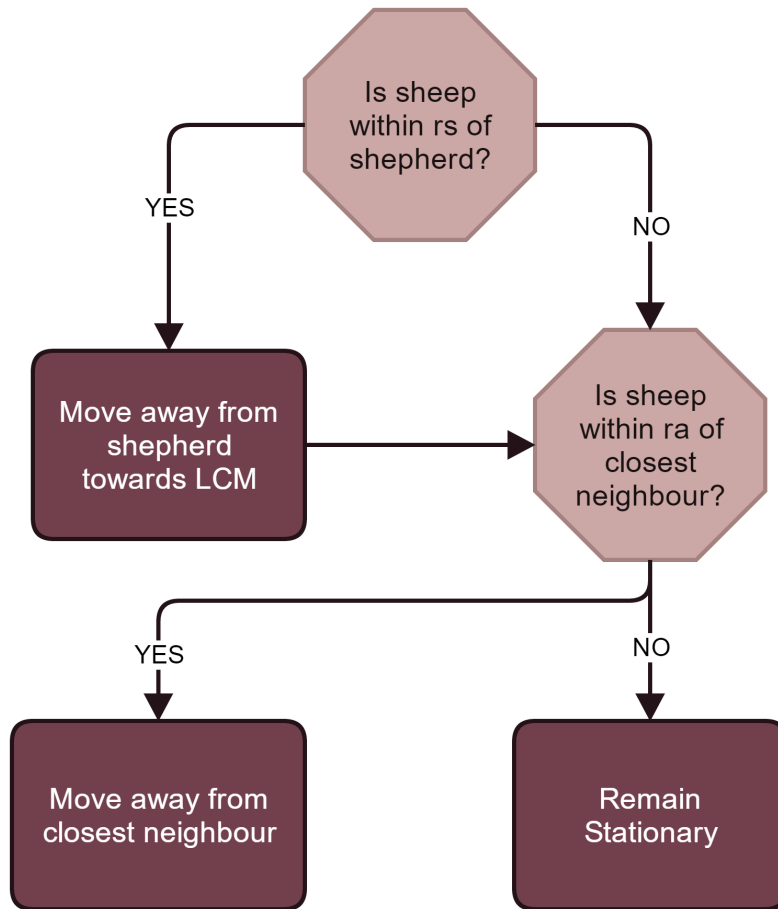 Is sheep
within rs of
shepherd?
YES
NO
Move away from
shepherd
towards LCM
Is sheep
within ra of
closest
neighbour?
YES
NO
Move away from
closest neighbour
Remain
Stationary